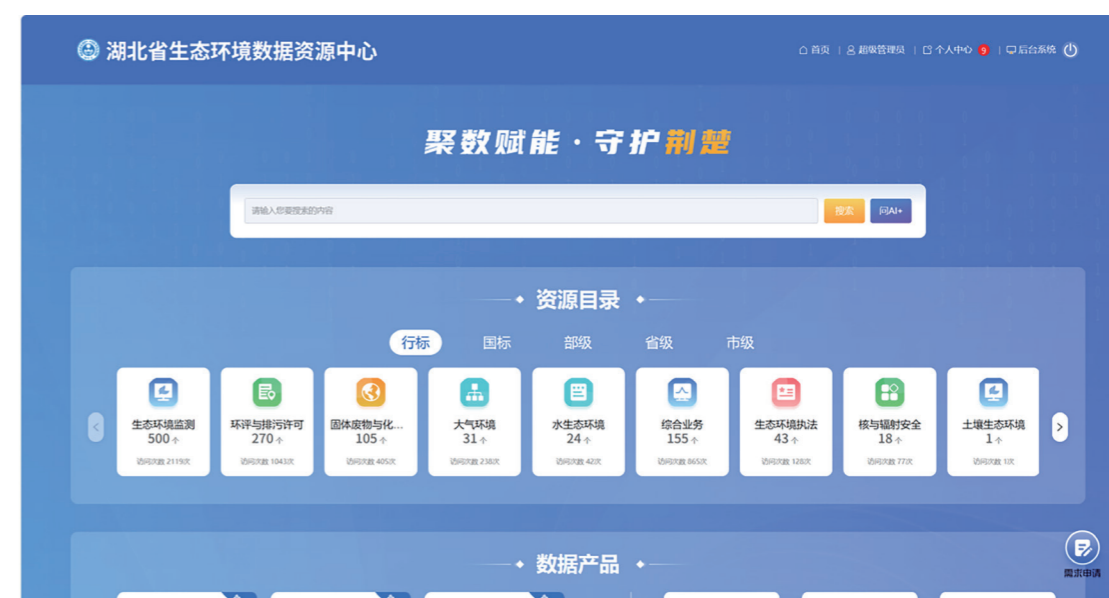 湖北省生态环境数据资源中心
首页 | 超级管理员 | 个人中心 9 | 后台系统
聚数赋能·守护荆楚
请输入您要搜索的内容 搜索 问AI+
资源目录
行标 国标 部级 省级 市级
生态环境监测 环评与排污许可 固体废物与化... 大气环境 水生态环境 综合业务 生态环境执法 核与辐射安全 土壤生态环境
500个 270个 105个 31个 24个 155个 43个 18个 1个
访问次数 2119次 访问次数 1043次 访问次数 405次 访问次数 238次 访问次数 42次 访问次数 865次 访问次数 128次 访问次数 77次 访问次数 1次
数据产品
需求申请